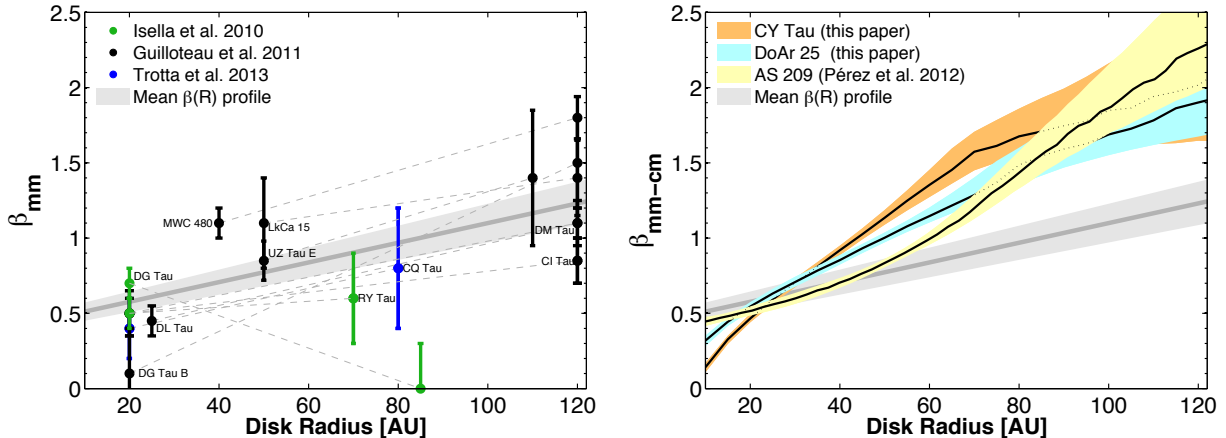 2.5
2
1.5
1
0.5
0
β mm
Isella et al. 2010
Guilloteau et al. 2011
Trotta et al. 2013
Mean β(R) profile
MWC 480
LkCa 15
UZ Tau E
DG Tau
DL Tau
DG Tau B
RY Tau
CQ Tau
DM Tau
CI Tau
20 40 60 80 100 120
Disk Radius [AU]
2.5
2
1.5
1
0.5
0
β mm−cm
CY Tau (this paper)
DoAr 25 (this paper)
AS 209 (Pérez et al. 2012)
Mean β(R) profile
20 40 60 80 100 120
Disk Radius [AU]